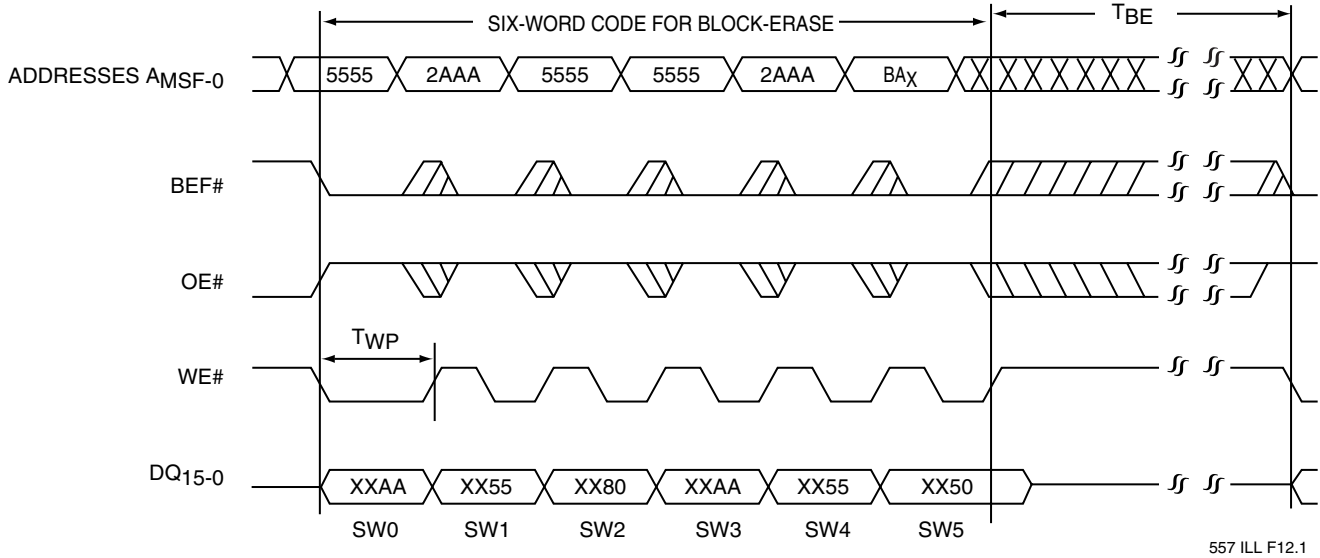 SIX-WORD CODE FOR BLOCK-ERASE TBE
ADDRESSES AMSF-0 5555 2AAA 5555 5555 2AAA BAX
BEF#
OE#
TWP
WE#
DQ15-0 XXAA XX55 XX80 XXAA XX55 XX50
SW0 SW1 SW2 SW3 SW4 SW5
557 ILL F12.1